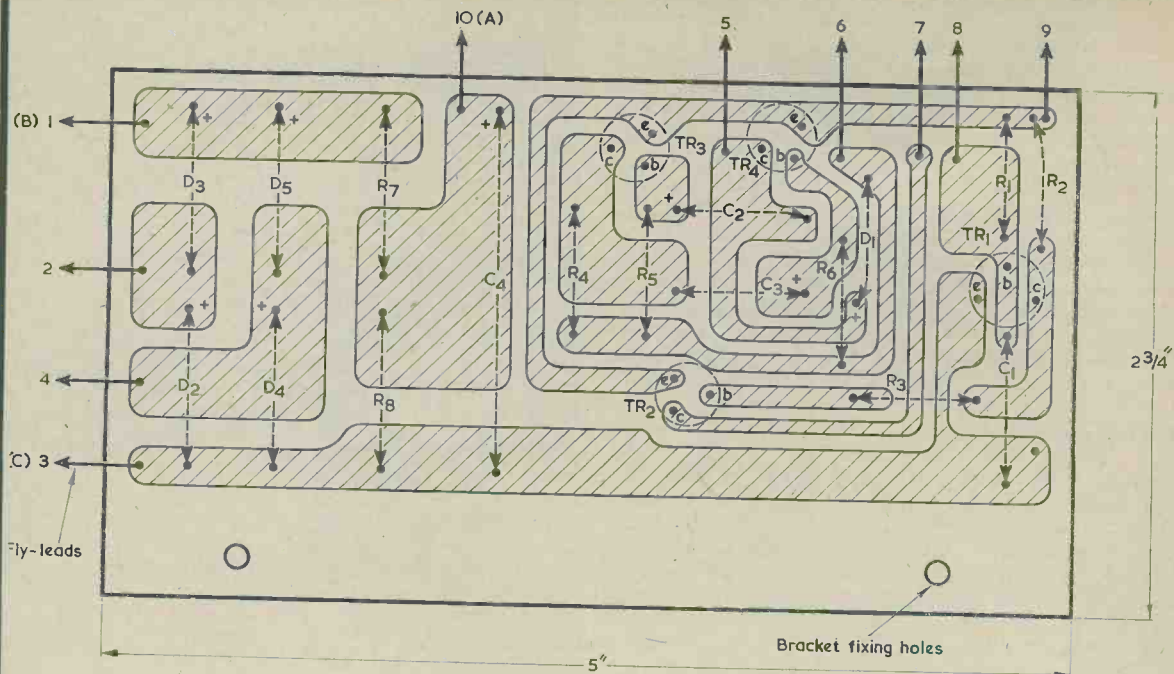 10 (A)
5
6
7
8
9
(B) 1
+
+
+
e
TR3
c
b
e
TR4
c
b
D3
D5
R7
R1
R2
+
C2
D1
TR1
2
R4
R5
R6
C4
+
C3
b
e
c
+
+
+
4
D2
D4
R8
e
TR2
b
c
R3
C1
2 3/4"
(C) 3
Fly-leads
Bracket fixing holes
5"